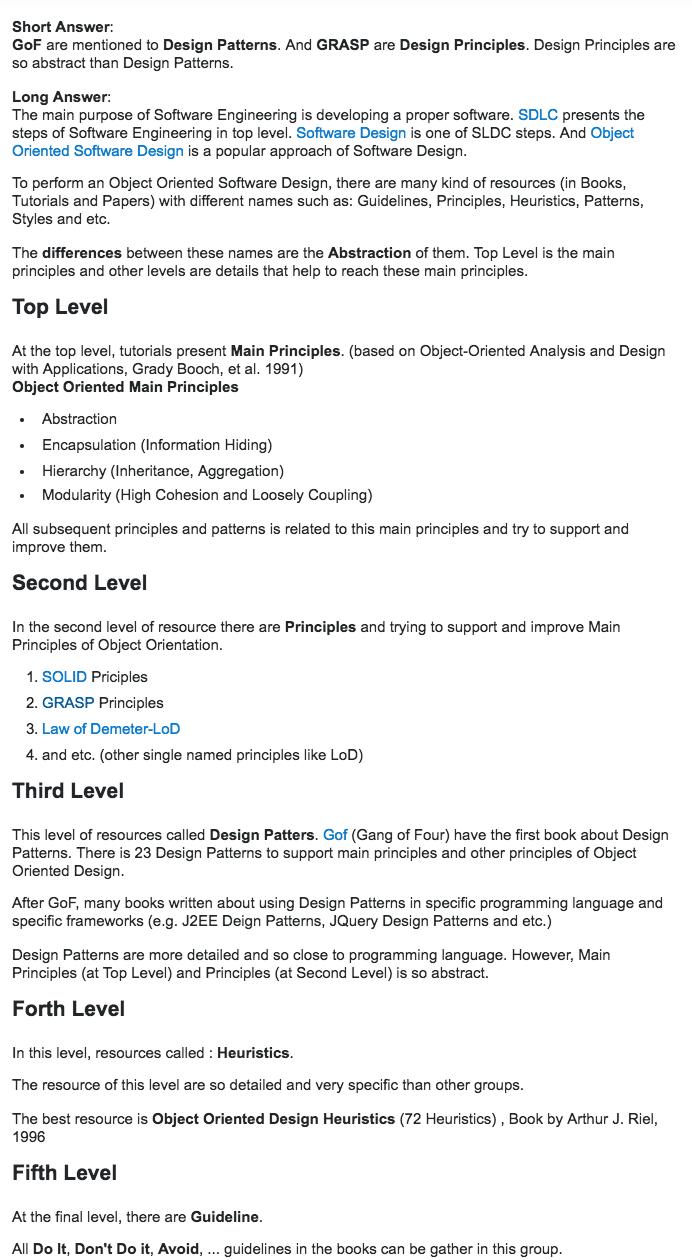 Short Answer:
GoF are mentioned to Design Patterns. And GRASP are Design Principles. Design Principles are
so abstract than Design Patterns.
Long Answer:
The main purpose of Software Engineering is developing a proper software. SDLC presents the
steps of Software Engineering in top level. Software Design is one of SLDC steps. And Object
Oriented Software Design is a popular approach of Software Design.
To perform an Object Oriented Software Design, there are many kind of resources (in Books,
Tutorials and Papers) with different names such as: Guidelines, Principles, Heuristics, Patterns,
Styles and etc.
The differences between these names are the Abstraction of them. Top Level is the main
principles and other levels are details that help to reach these main principles.
Top Level
At the top level, tutorials present Main Principles. (based on Object-Oriented Analysis and Design
with Applications, Grady Booch, et al. 1991)
Object Oriented Main Principles
• Abstraction
• Encapsulation (Information Hiding)
• Hierarchy (Inheritance, Aggregation)
• Modularity (High Cohesion and Loosely Coupling)
All subsequent principles and patterns is related to this main principles and try to support and
improve them.
Second Level
In the second level of resource there are Principles and trying to support and improve Main
Principles of Object Orientation.
1. SOLID Priciples
2. GRASP Principles
3. Law of Demeter-LoD
4. and etc. (other single named principles like LoD)
Third Level
This level of resources called Design Patters. Gof (Gang of Four) have the first book about Design
Patterns. There is 23 Design Patterns to support main principles and other principles of Object
Oriented Design.
After GoF, many books written about using Design Patterns in specific programming language and
specific frameworks (e.g. J2EE Deign Patterns, JQuery Design Patterns and etc.)
Design Patterns are more detailed and so close to programming language. However, Main
Principles (at Top Level) and Principles (at Second Level) is so abstract.
Forth Level
In this level, resources called : Heuristics.
The resource of this level are so detailed and very specific than other groups.
The best resource is Object Oriented Design Heuristics (72 Heuristics) , Book by Arthur J. Riel,
1996
Fifth Level
At the final level, there are Guideline.
All Do It, Don't Do it, Avoid, ... guidelines in the books can be gather in this group.